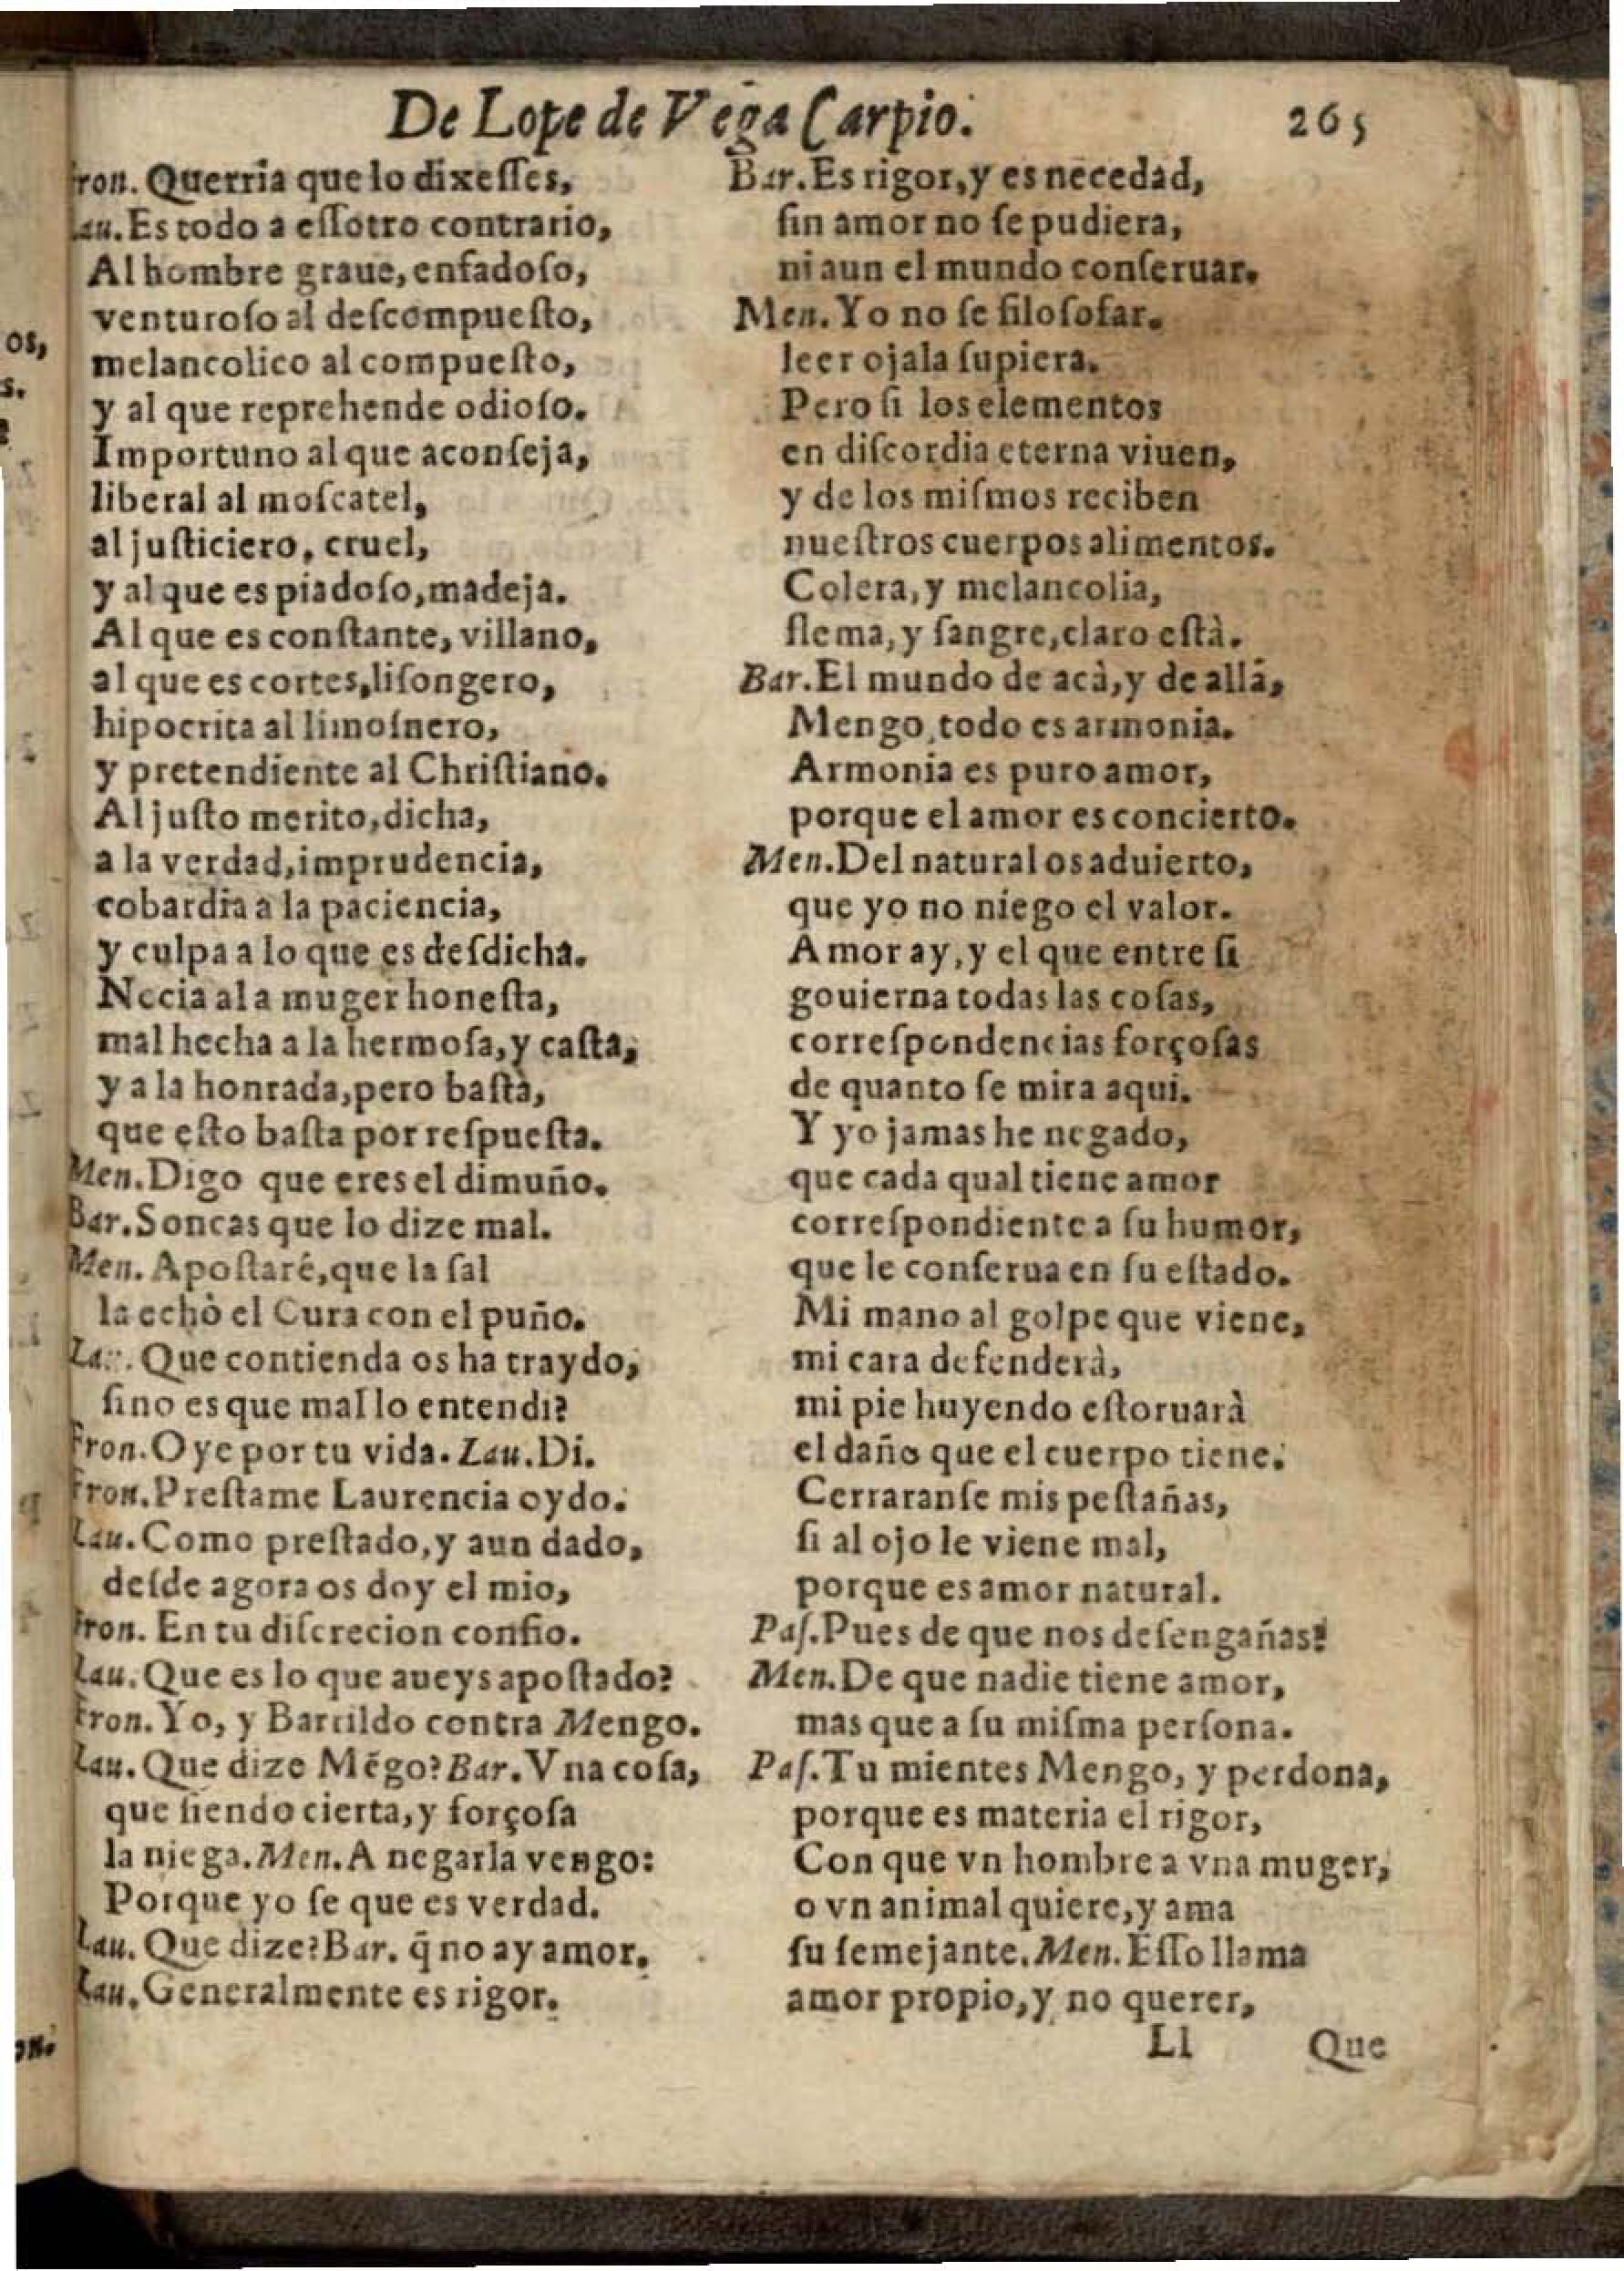 De Lope de Vega Carpio. 265
Fron. Querria que lo dixeſſes,
Lau. Es todo a eſſotro contrario,
Al hombre graue, enfadoſo,
venturoſo al deſcompueſto,
melancolico al compueſto,
y al que reprehende odioſo.
Importuno al que aconſeja,
liberal al moſcatel,
al juſticiero, cruel,
y al que es piadoſo, madeja.
Al que es conſtante, villano,
al que es cortes, liſongero,
hipocrita al limoſnero,
y pretendiente al Chriſtiano.
Al juſto merito, dicha,
a la verdad, imprudencia,
cobardia a la paciencia,
y culpa a lo que es deſdicha.
Necia a la muger honeſta,
mal hecha a la hermoſa, y caſta,
y a la honrada, pero baſta,
que eſto baſta por reſpueſta.
Men. Digo que eres el dimuño.
Bar. Soncas que lo dize mal.
Men. Apoſtaré, que la ſal
la echò el Cura con el puño.
Lau. Que contienda os ha traydo,
ſino es que mal lo entendi?
Fron. Oye por tu vida. Lau. Di.
Fron. Preſtame Laurencia oydo.
Lau. Como preſtado, y aun dado,
deſde agora os doy el mio,
Fron. En tu diſcrecion confio.
Lau. Que es lo que aueys apoſtado?
Fron. Yo, y Barrildo contra Mengo.
Lau. Que dize Mẽgo? Bar. Vna coſa,
que ſiendo cierta, y forçoſa
la niega. Men. A negarla vengo:
Porque yo ſe que es verdad.
Lau. Que dize? Bar. q̃ no ay amor.
Lau. Generalmente es rigor.
Bar. Es rigor, y es necedad,
ſin amor no ſe pudiera,
ni aun el mundo conſeruar.
Men. Yo no ſe filoſofar.
leer ojala ſupiera.
Pero ſi los elementos
en diſcordia eterna viuen,
y de los miſmos reciben
nueſtros cuerpos alimentos.
Colera, y melancolia,
flema, y ſangre, claro eſtà.
Bar. El mundo de acà, y de allá,
Mengo, todo es armonia.
Armonia es puro amor,
porque el amor es concierto.
Men. Del natural os aduierto,
que yo no niego el valor.
Amor ay, y el que entre ſi
gouierna todas las coſas,
correſpondencias forçoſas
de quanto ſe mira aqui.
Y yo jamas he negado,
que cada qual tiene amor
correſpondiente a ſu humor,
que le conſerua en ſu eſtado.
Mi mano al golpe que viene,
mi cara defenderà,
mi pie huyendo eſtoruarà
el daño que el cuerpo tiene.
Cerraranſe mis peſtañas,
ſi al ojo le viene mal,
porque es amor natural.
Paſ. Pues de que nos deſengañas?
Men. De que nadie tiene amor,
mas que a ſu miſma perſona.
Paſ. Tu mientes Mengo, y perdona,
porque es materia el rigor,
Con que vn hombre a vna muger,
o vn animal quiere, y ama
ſu ſemejante. Men. Eſſo llama
amor propio, y no querer,
Ll Que